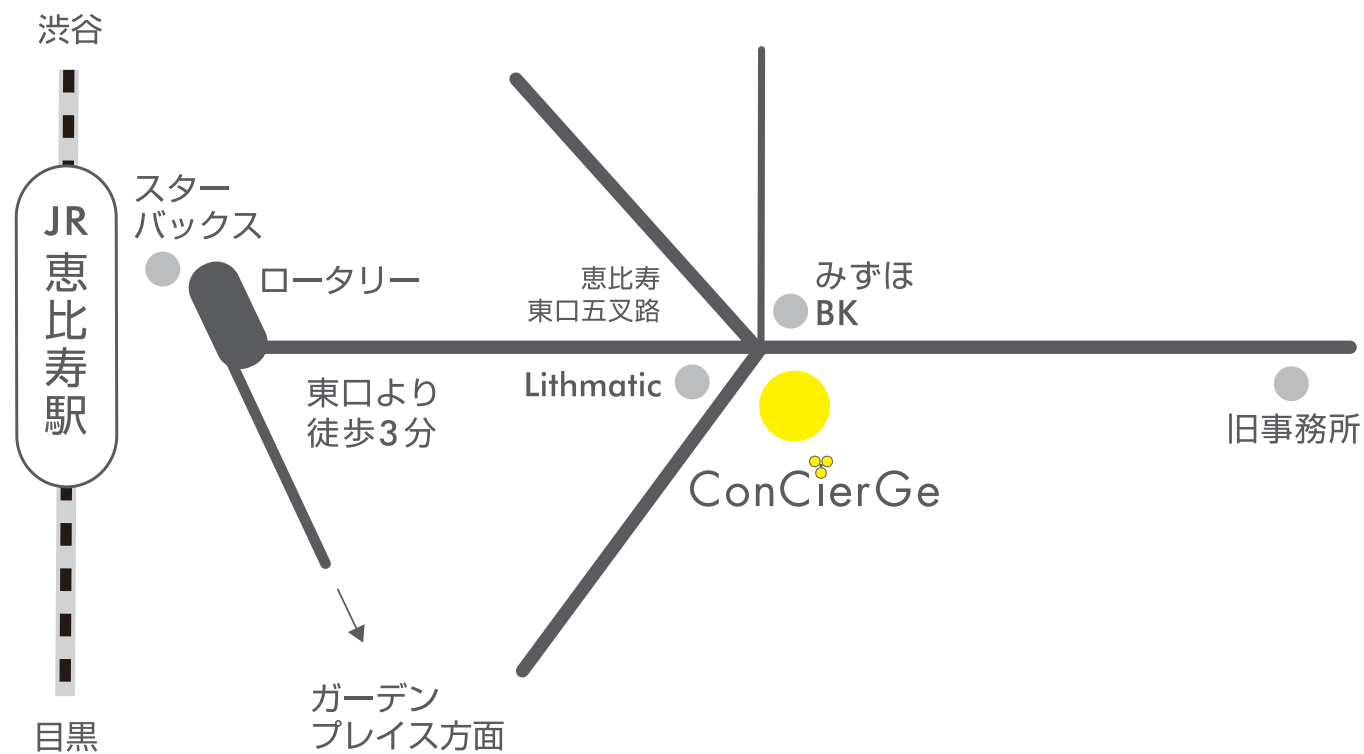 渋谷
JR
恵比寿駅
目黒
スター
バックス
ロータリー
東口より
徒歩3分
ガーデン
プレイス方面
恵比寿
東口五叉路
Lithmatic
みずほ
BK
ConCierGe
旧事務所